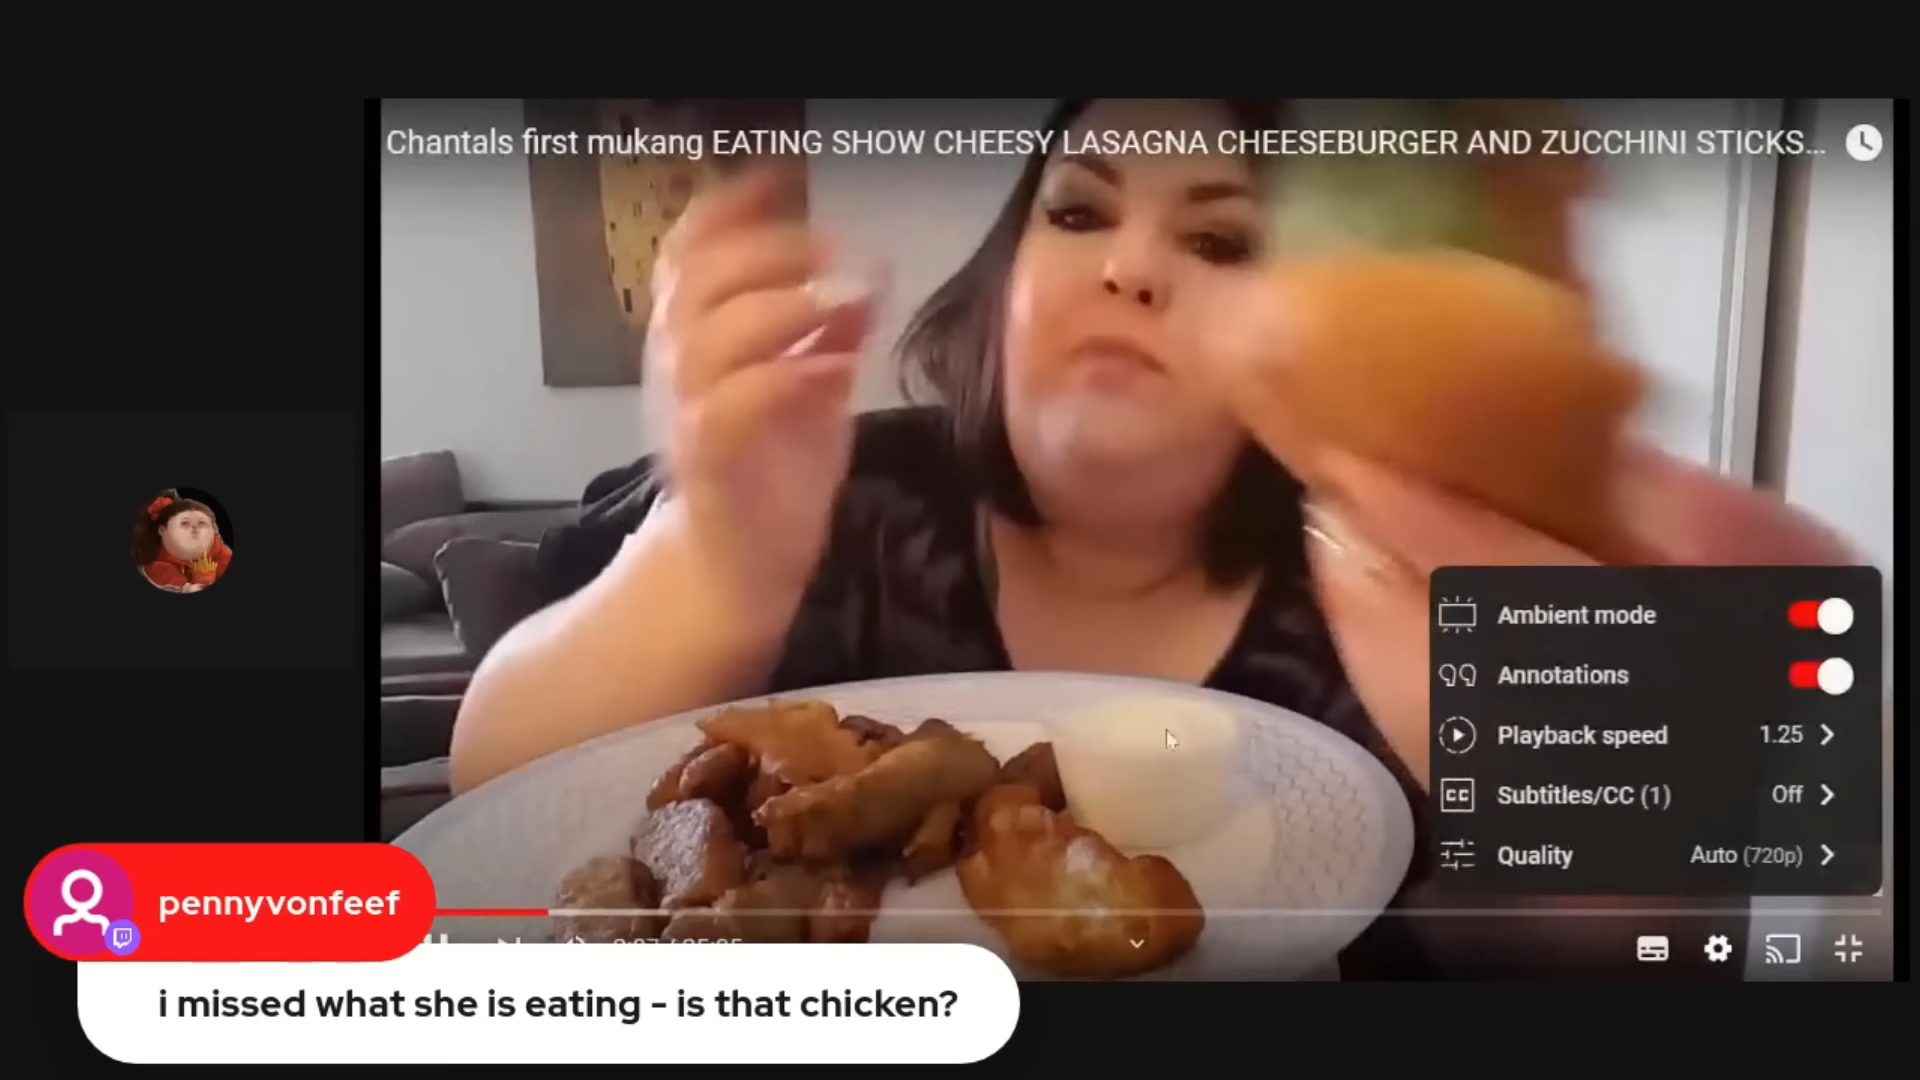 Chantals first mukang EATING SHOW CHEESY LASAGNA CHEESEBURGER AND ZUCCHINI STICKS...
Ambient mode
Annotations
Playback speed 1.25
Subtitles/CC (1) Off
Quality Auto (720p)
pennyvonfeef
i missed what she is eating - is that chicken?